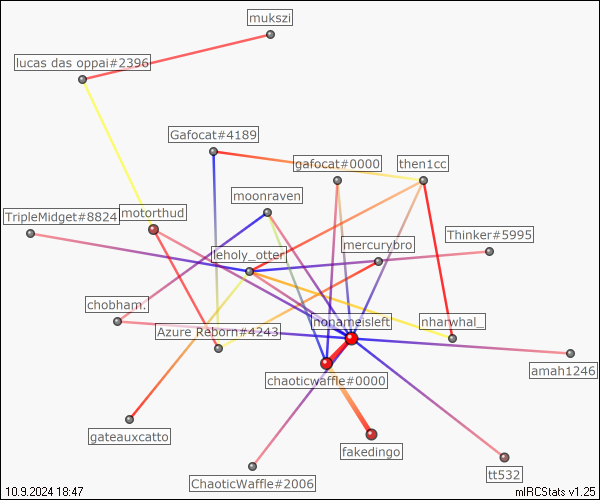 mukszi
lucas das oppai#2396
Gafocat#4189
gafocat#0000
then1cc
moonraven
TripleMidget#8824
motorthud
Thinker#5995
mercurybro
leholy_otter
chobham.
Azure Reborn#4243
nonameisleft
nharwhal_
amah1246
chaoticwaffle#0000
gateauxcatto
fakedingo
tt532
ChaoticWaffle#2006
10.9.2024 18:47
mIRCStats v1.25